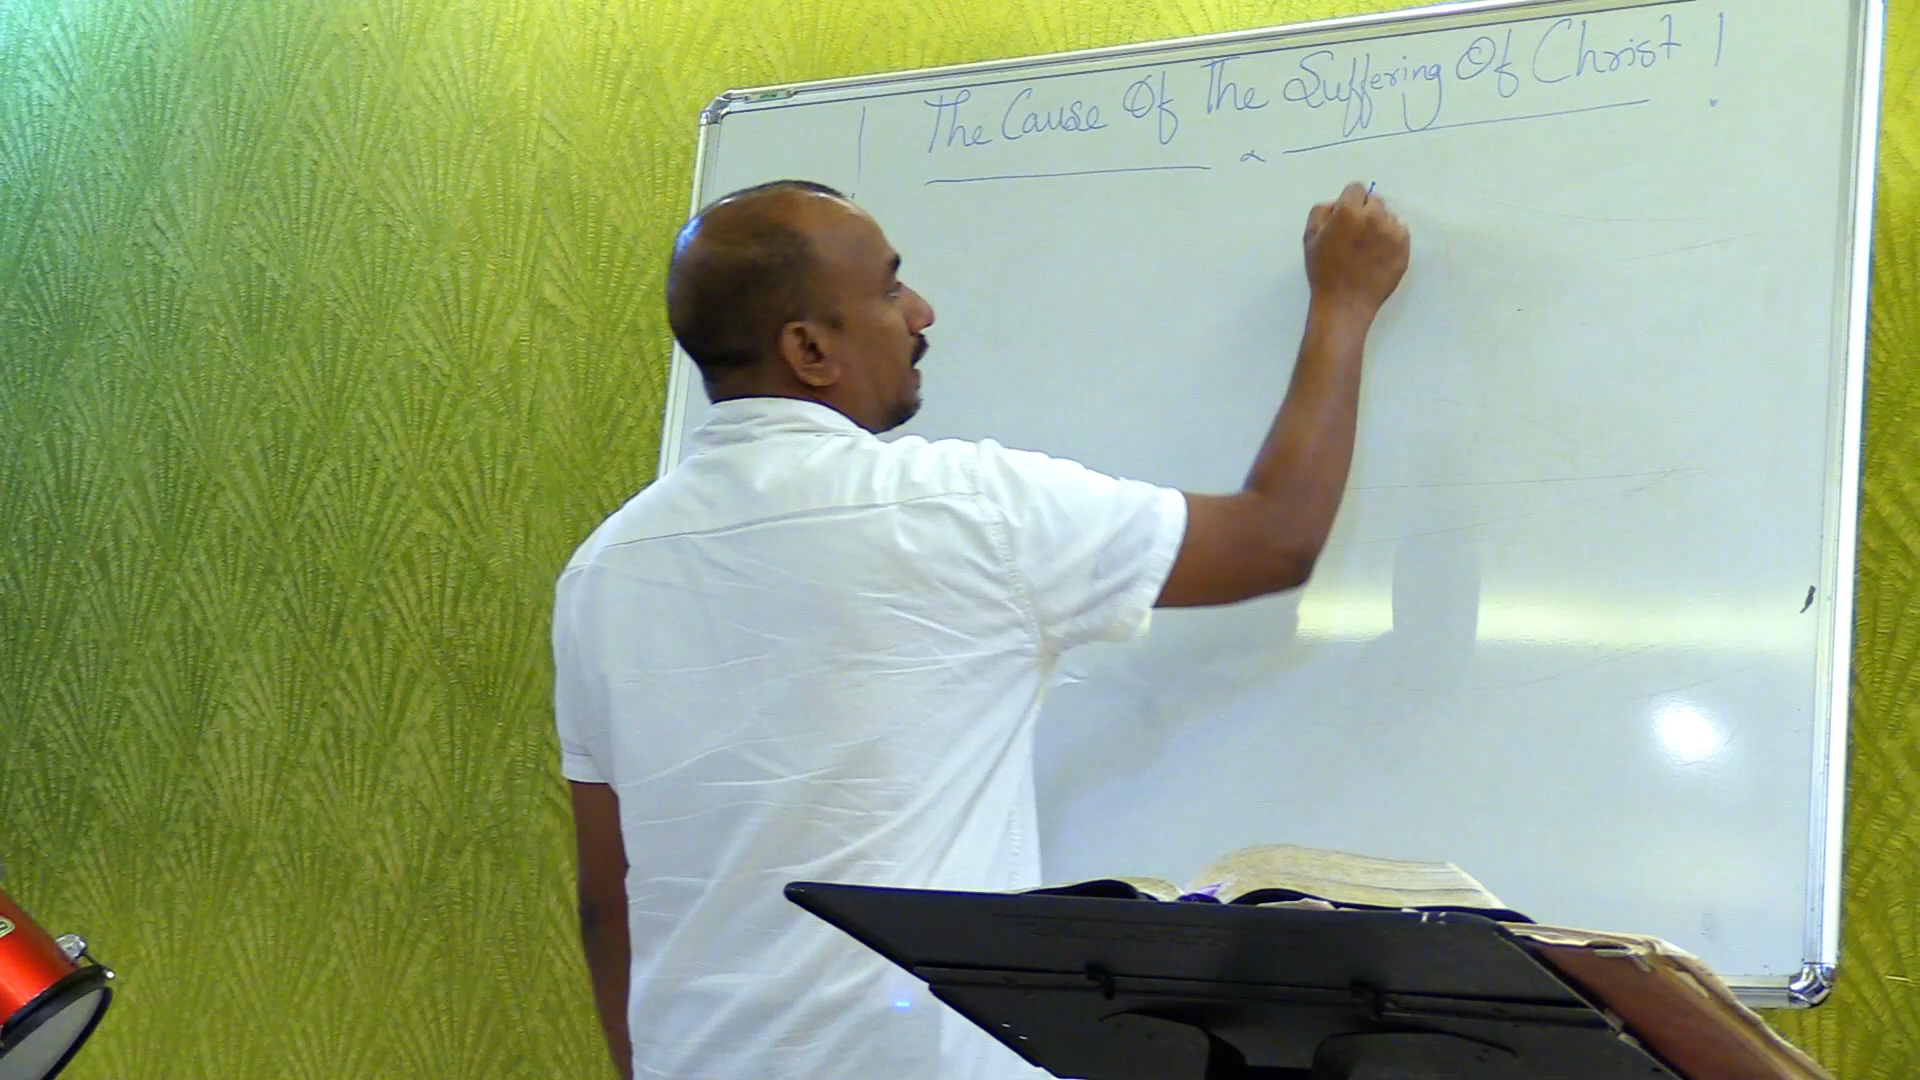 ! The Cause Of The Suffering Of Christ !